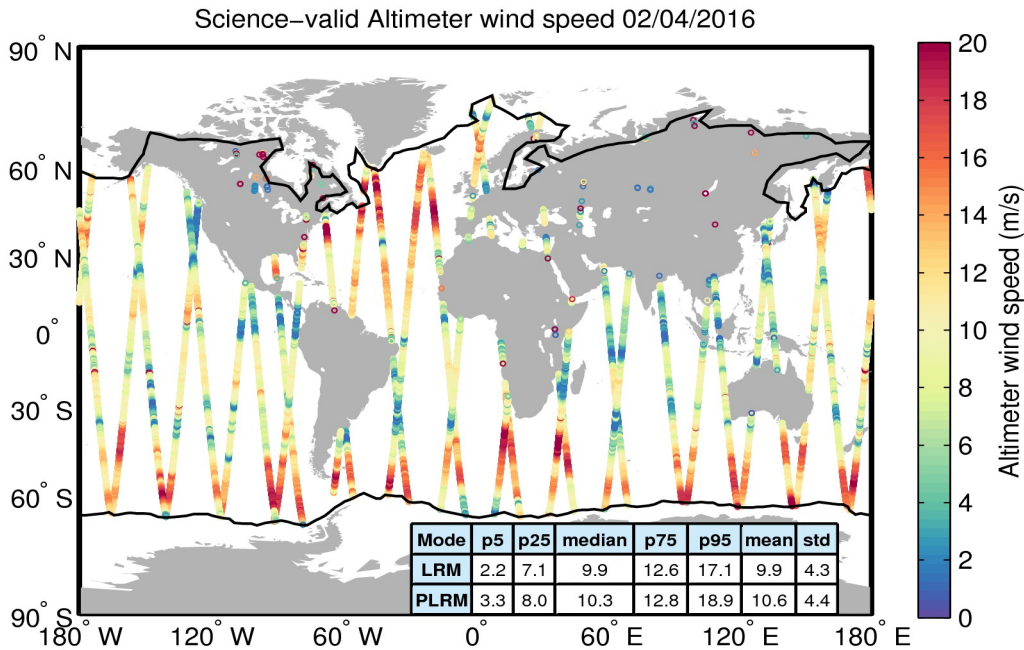 Science−valid Altimeter wind speed 02/04/2016
90° N
60° N
30° N
0°
30° S
60° S
90° S
180° W
120° W
60° W
0°
60° E
120° E
180° E
Mode p5 p25 median p75 p95 mean std
LRM 2.2 7.1 9.9 12.6 17.1 9.9 4.3
PLRM 3.3 8.0 10.3 12.8 18.9 10.6 4.4
20
18
16
14
12
10
8
6
4
2
0
Altimeter wind speed (m/s)